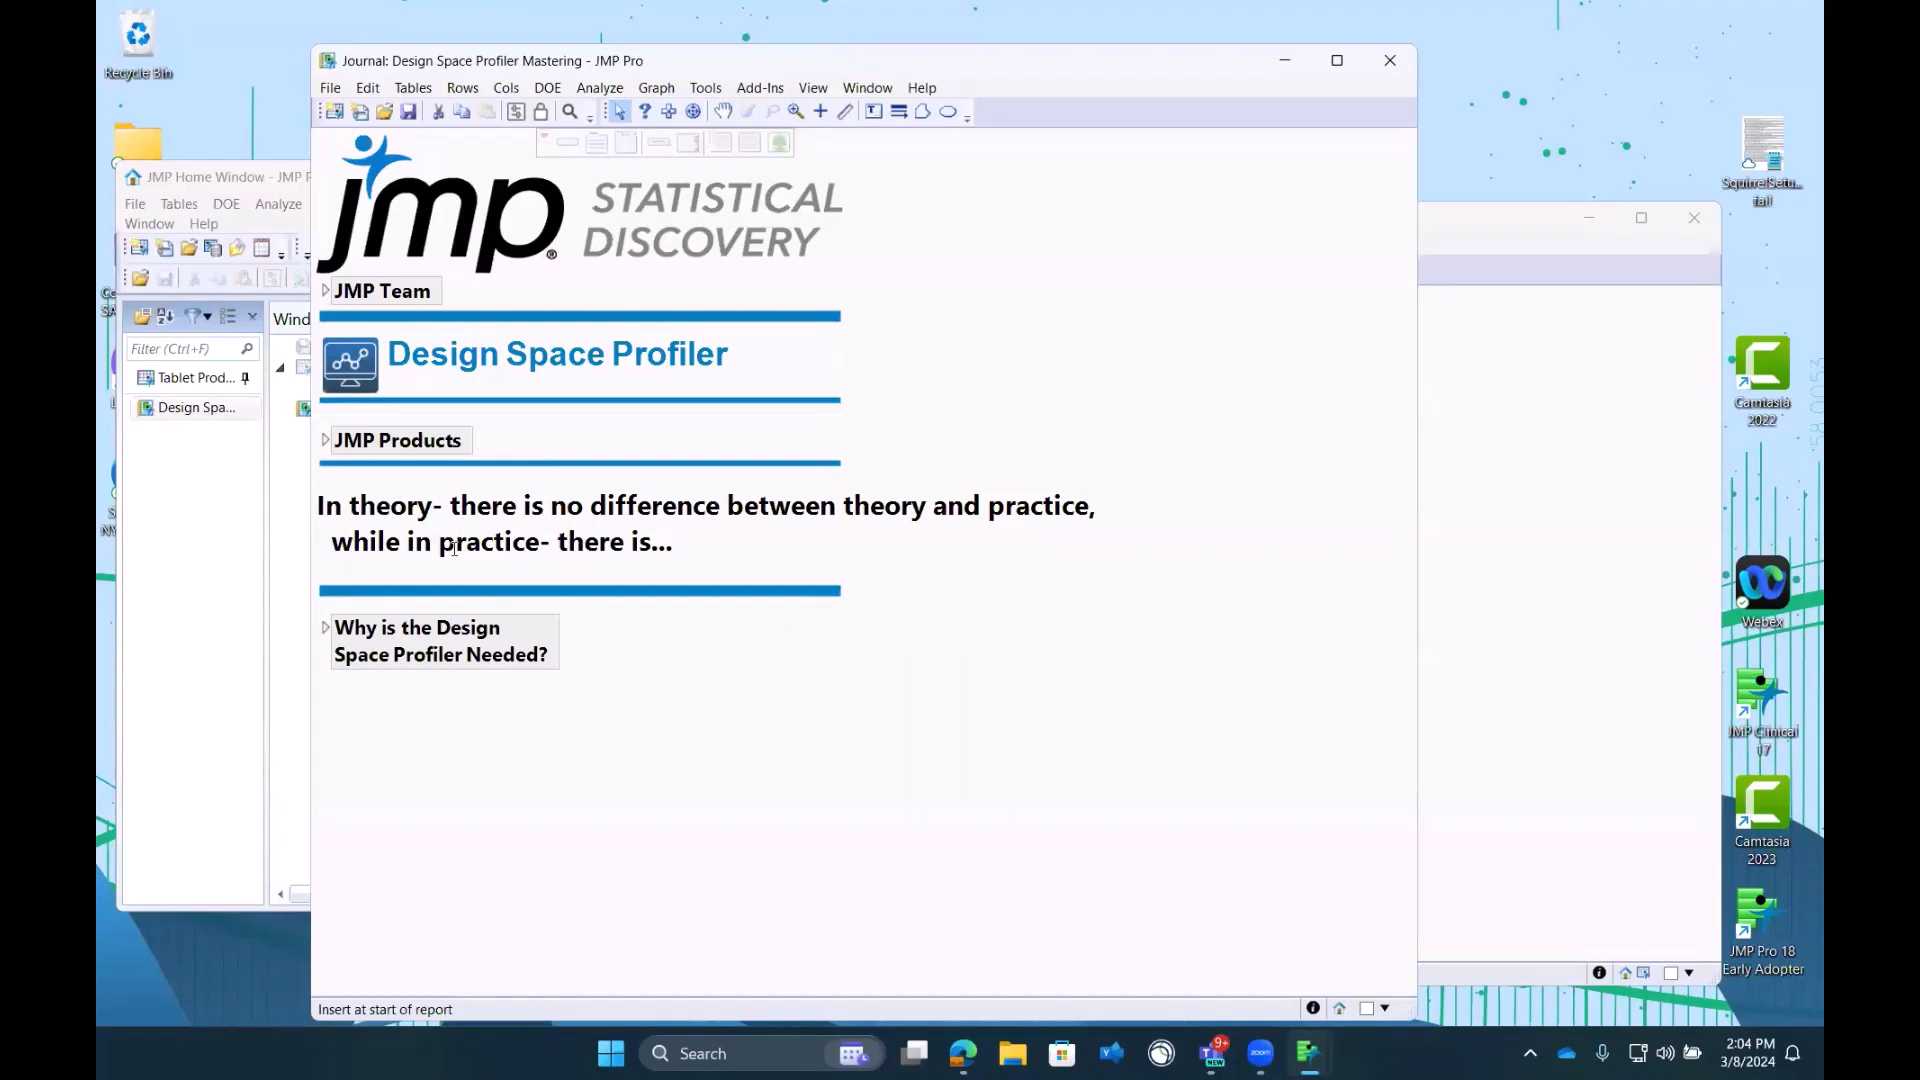 Recycle Bin
Journal: Design Space Profiler Mastering - JMP Pro
File Edit Tables Rows Cols DOE Analyze Graph Tools Add-Ins View Window Help
jmp
STATISTICAL
DISCOVERY
JMP Team
Design Space Profiler
JMP Products
In theory- there is no difference between theory and practice,
while in practice- there is...
Why is the Design
Space Profiler Needed?
Insert at start of report
JMP Home Window - JMP P
File Tables DOE Analyze
Window Help
Filter (Ctrl+F)
Tablet Prod...
Design Spa...
Wind
SquirrelSetu...
Camtasia
2022
Webex
JMP Clinical
17
Camtasia
2023
JMP Pro 18
Early Adopter
Search
9+
NEW
zoom
2:04 PM
3/8/2024